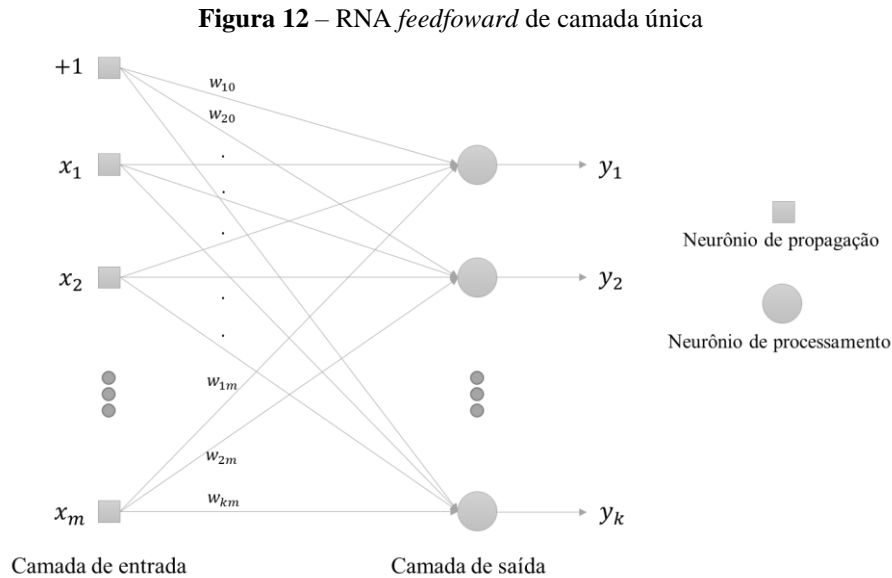 Figura 12 – RNA feedfoward de camada única
+1
w₁₀
w₂₀
x₁
y₁
x₂
y₂
Neurônio de propagação
Neurônio de processamento
w₁ₘ
w₂ₘ
wₖₘ
xₘ
yₖ
Camada de entrada
Camada de saída